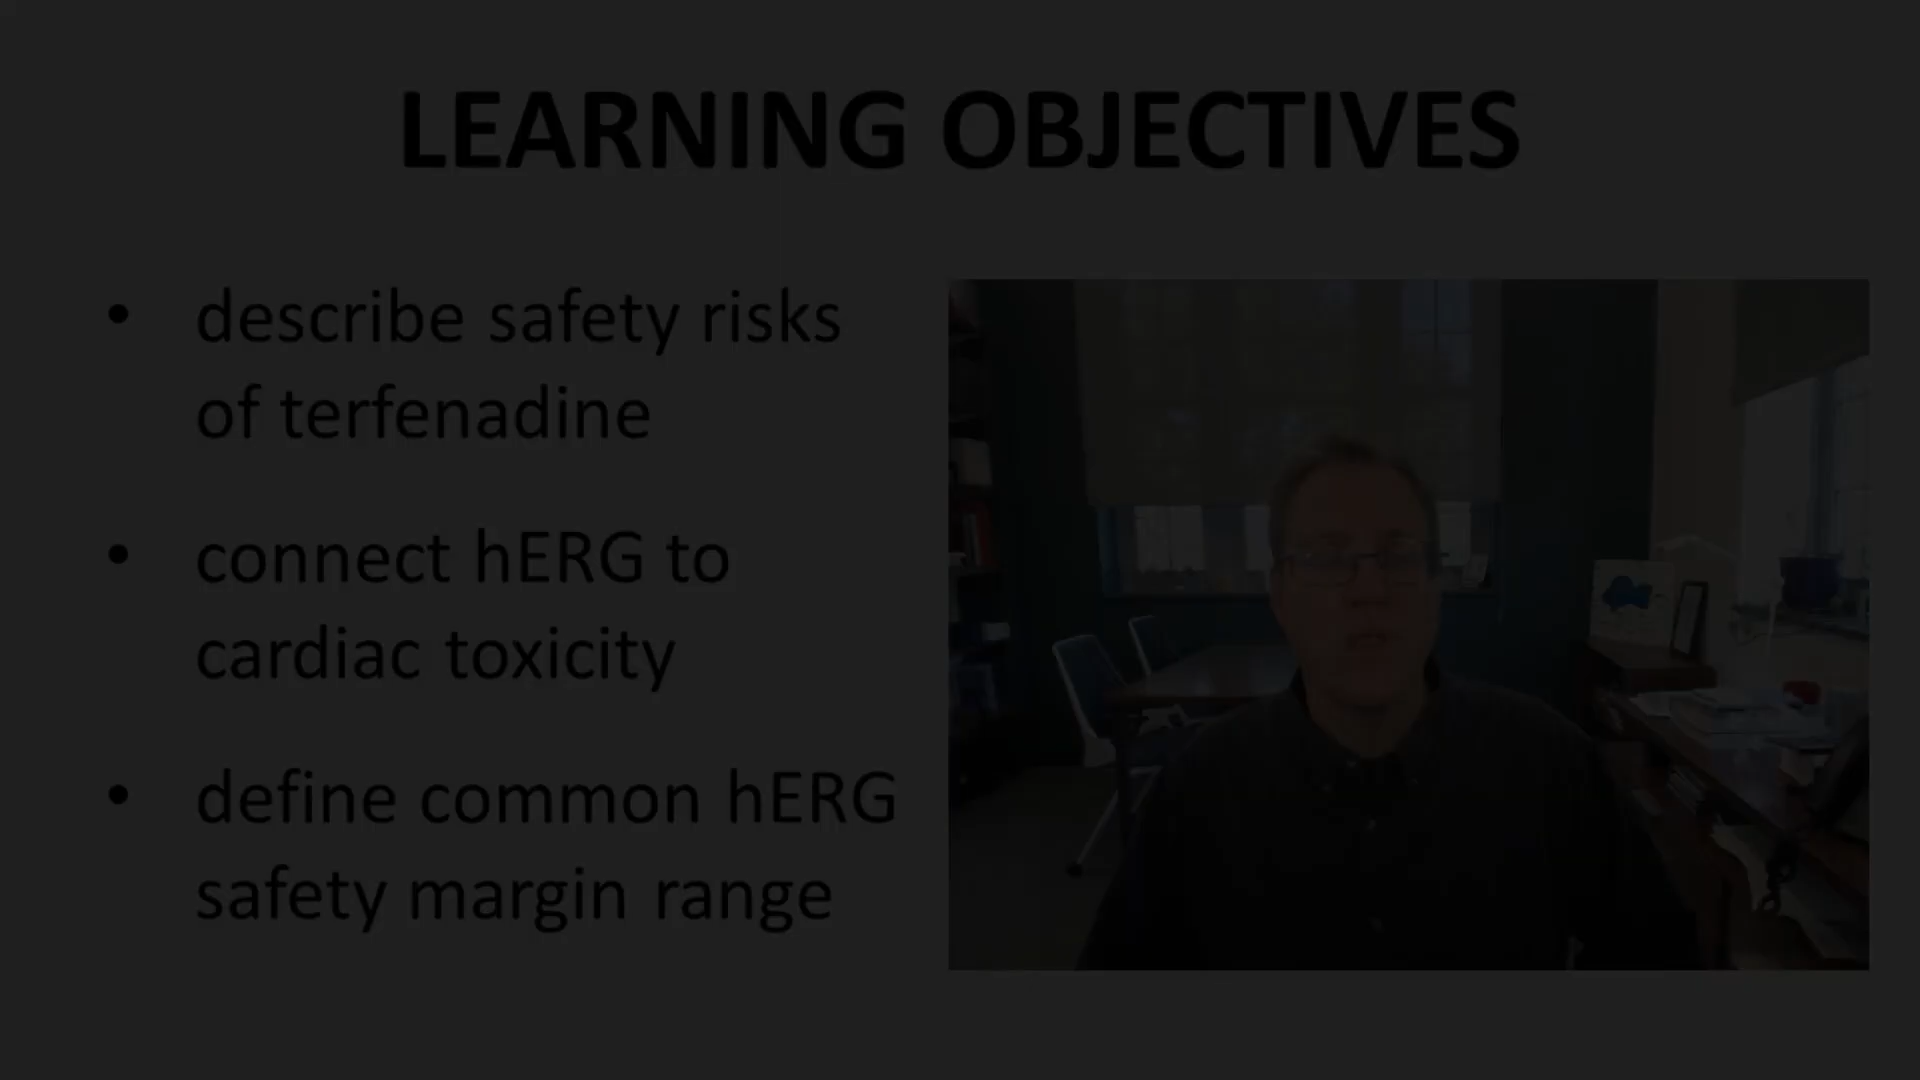 LEARNING OBJECTIVES
• describe safety risks
of terfenadine
• connect hERG to
cardiac toxicity
• define common hERG
safety margin range